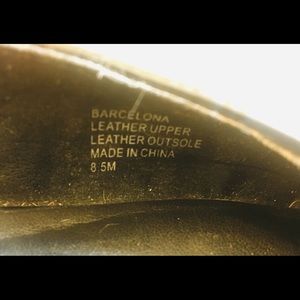 BARCELONA
LEATHER UPPER
LEATHER OUTSOLE
MADE IN CHINA
8.5M